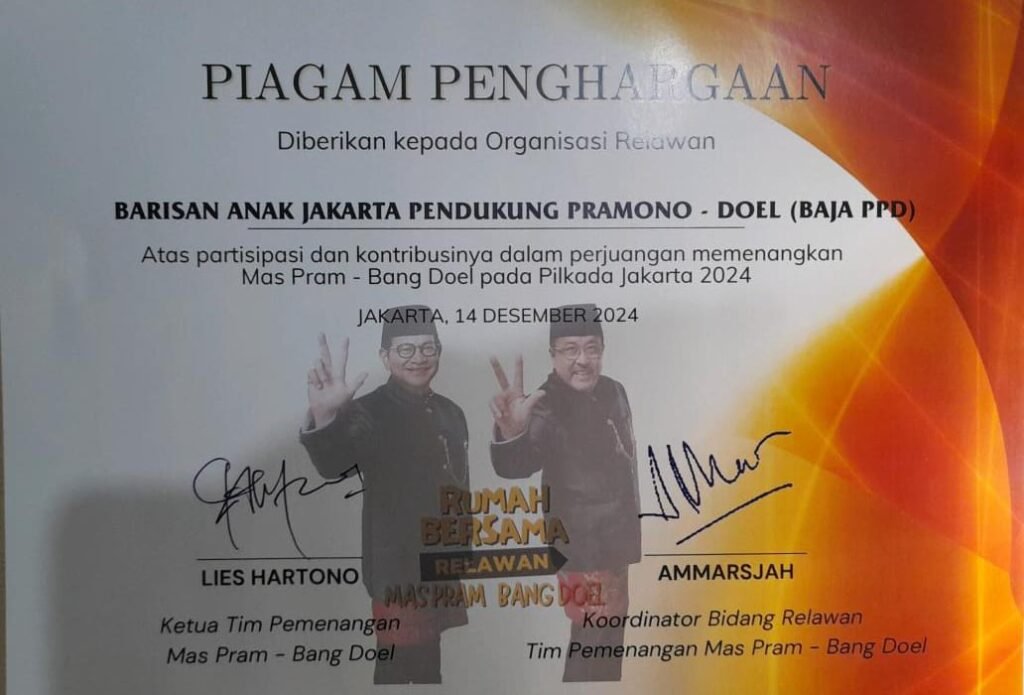 PIAGAM PENGHARGAAN
Diberikan kepada Organisasi Relawan
BARISAN ANAK JAKARTA PENDUKUNG PRAMONO - DOEL (BAJA PPD)
Atas partisipasi dan kontribusinya dalam perjuangan memenangkan
Mas Pram - Bang Doel pada Pilkada Jakarta 2024
JAKARTA, 14 DESEMBER 2024
RUMAH
BERSAMA
RELAWAN
MAS PRAM BANG DOEL
LIES HARTONO
Ketua Tim Pemenangan
Mas Pram - Bang Doel
AMMARSJAH
Koordinator Bidang Relawan
Tim Pemenangan Mas Pram - Bang Doel